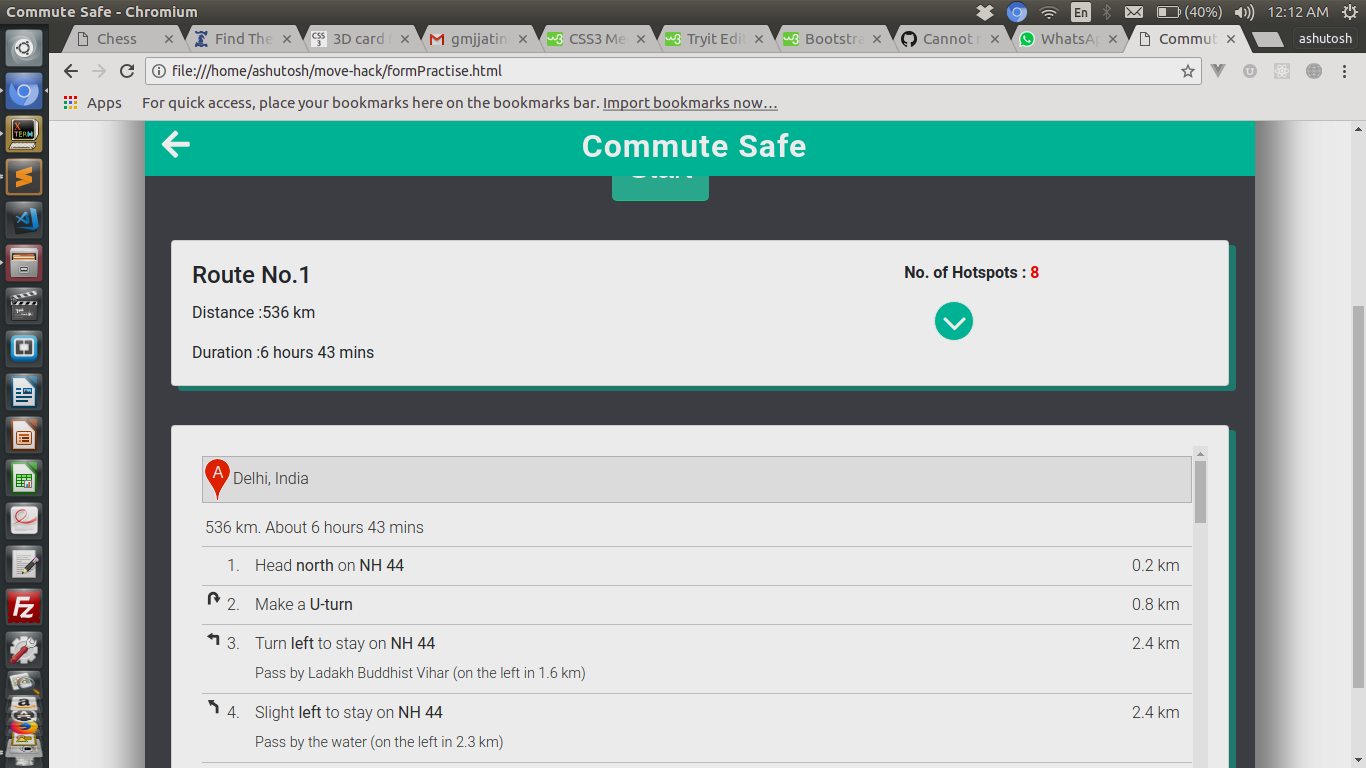 Commute Safe - Chromium
En
(40%)
12:12 AM
Chess
Find The
3D card
gmjjatin
CSS3 Me
Tryit Edi
Bootstra
Cannot
WhatsA
Commut
ashutosh
file:///home/ashutosh/move-hack/formPractise.html
Apps
For quick access, place your bookmarks here on the bookmarks bar. Import bookmarks now...
Commute Safe
Start
Route No.1
No. of Hotspots : 8
Distance :536 km
Duration :6 hours 43 mins
A
Delhi, India
536 km. About 6 hours 43 mins
1. Head north on NH 44 0.2 km
2. Make a U-turn 0.8 km
3. Turn left to stay on NH 44 2.4 km
Pass by Ladakh Buddhist Vihar (on the left in 1.6 km)
4. Slight left to stay on NH 44 2.4 km
Pass by the water (on the left in 2.3 km)